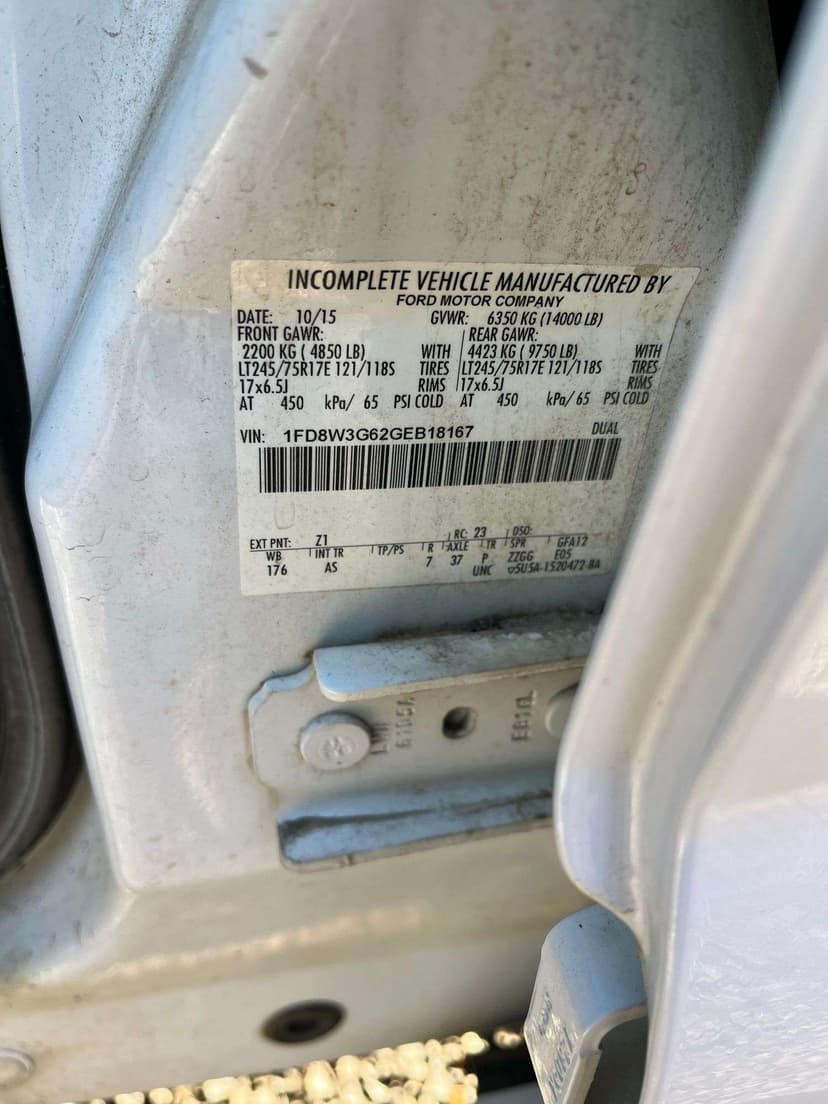 INCOMPLETE VEHICLE MANUFACTURED BY
FORD MOTOR COMPANY
DATE: 10/15 GVWR: 6350 KG (14000 LB)
FRONT GAWR: REAR GAWR:
2200 KG ( 4850 LB) WITH 4423 KG ( 9750 LB) WITH
LT245/75R17E 121/118S TIRES LT245/75R17E 121/118S TIRES
17x6.5J RIMS 17x6.5J RIMS
AT 450 kPa/ 65 PSI COLD AT 450 kPa/ 65 PSI COLD
VIN: 1FD8W3G62GEB18167 DUAL
EXT PNT: Z1 RC: 23 DSO:
WB INT TR TP/PS R AXLE TR SPR GFA12
176 AS 7 37 P ZZGG E05
UNC 5U5A-1520472-BA